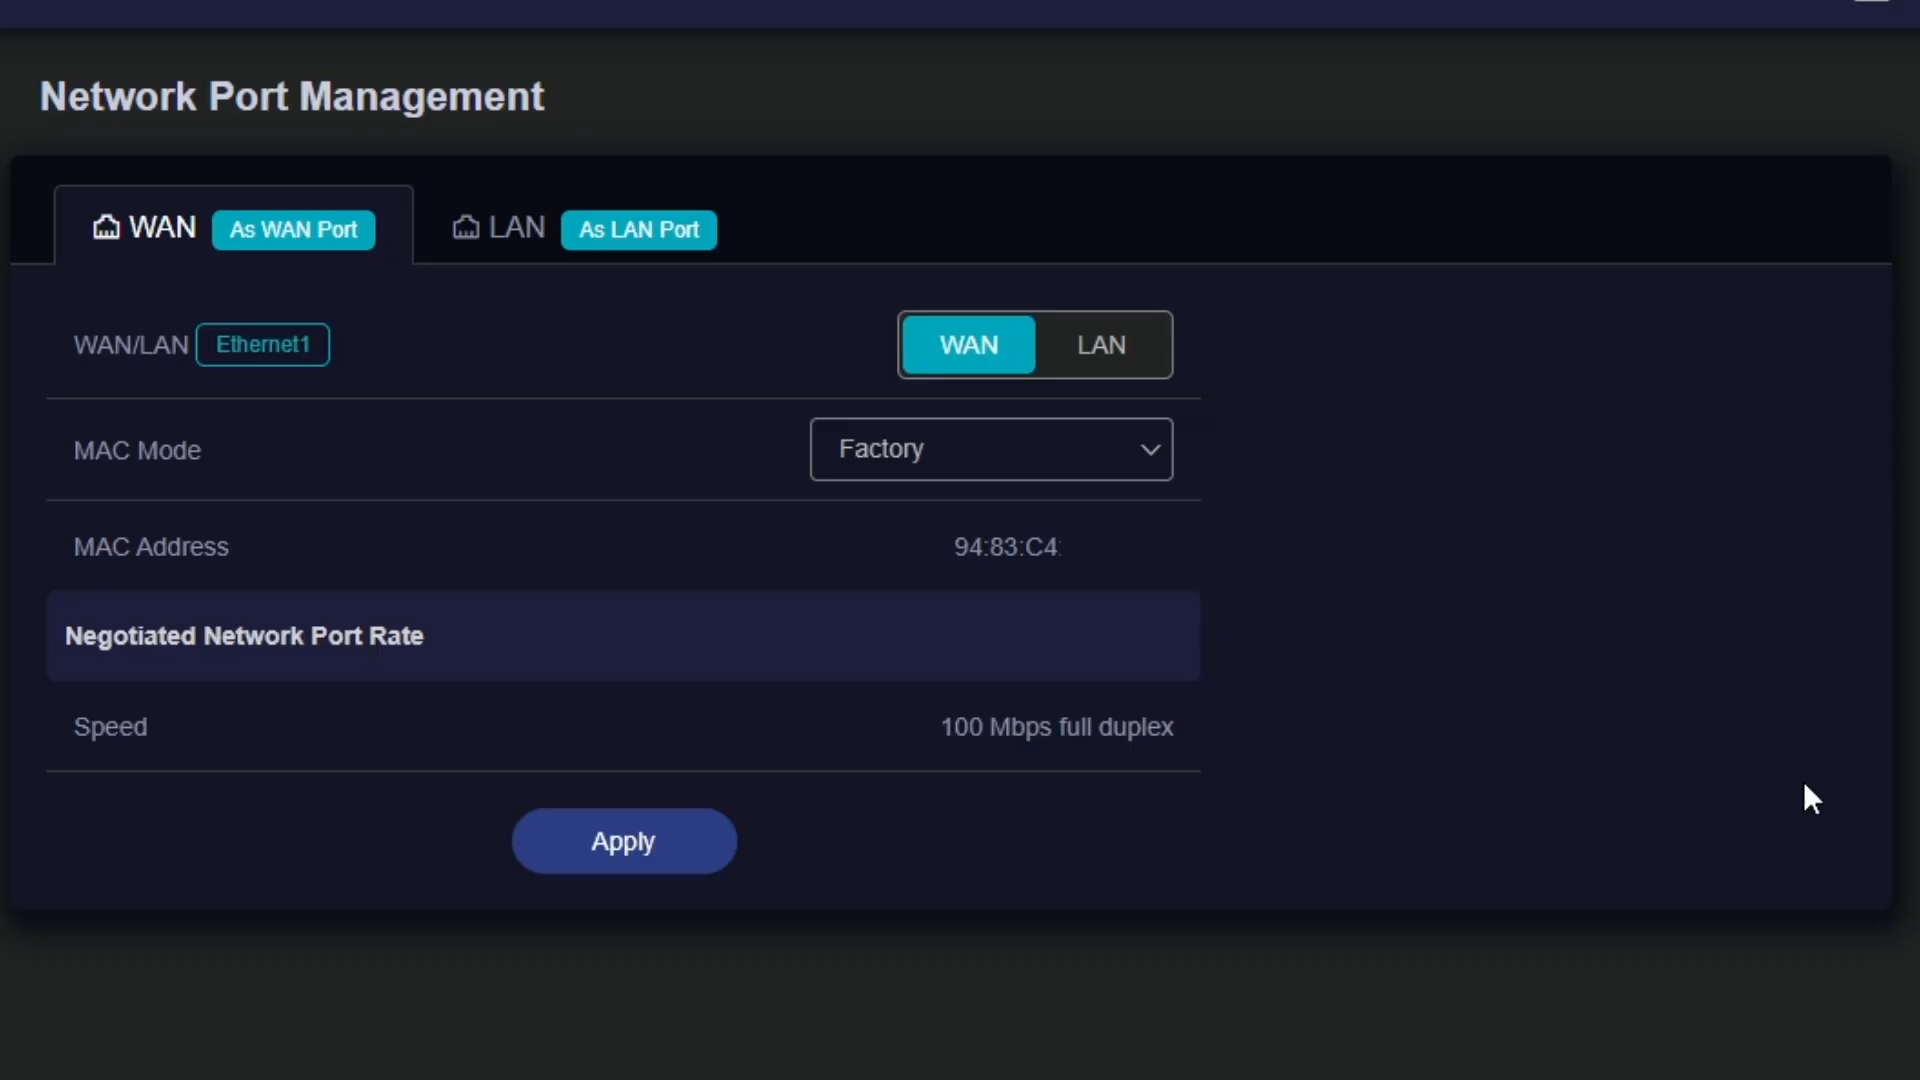 Network Port Management
WAN As WAN Port LAN As LAN Port
WAN/LAN Ethernet1 WAN LAN
MAC Mode Factory
MAC Address 94:83:C4:
Negotiated Network Port Rate
Speed 100 Mbps full duplex
Apply